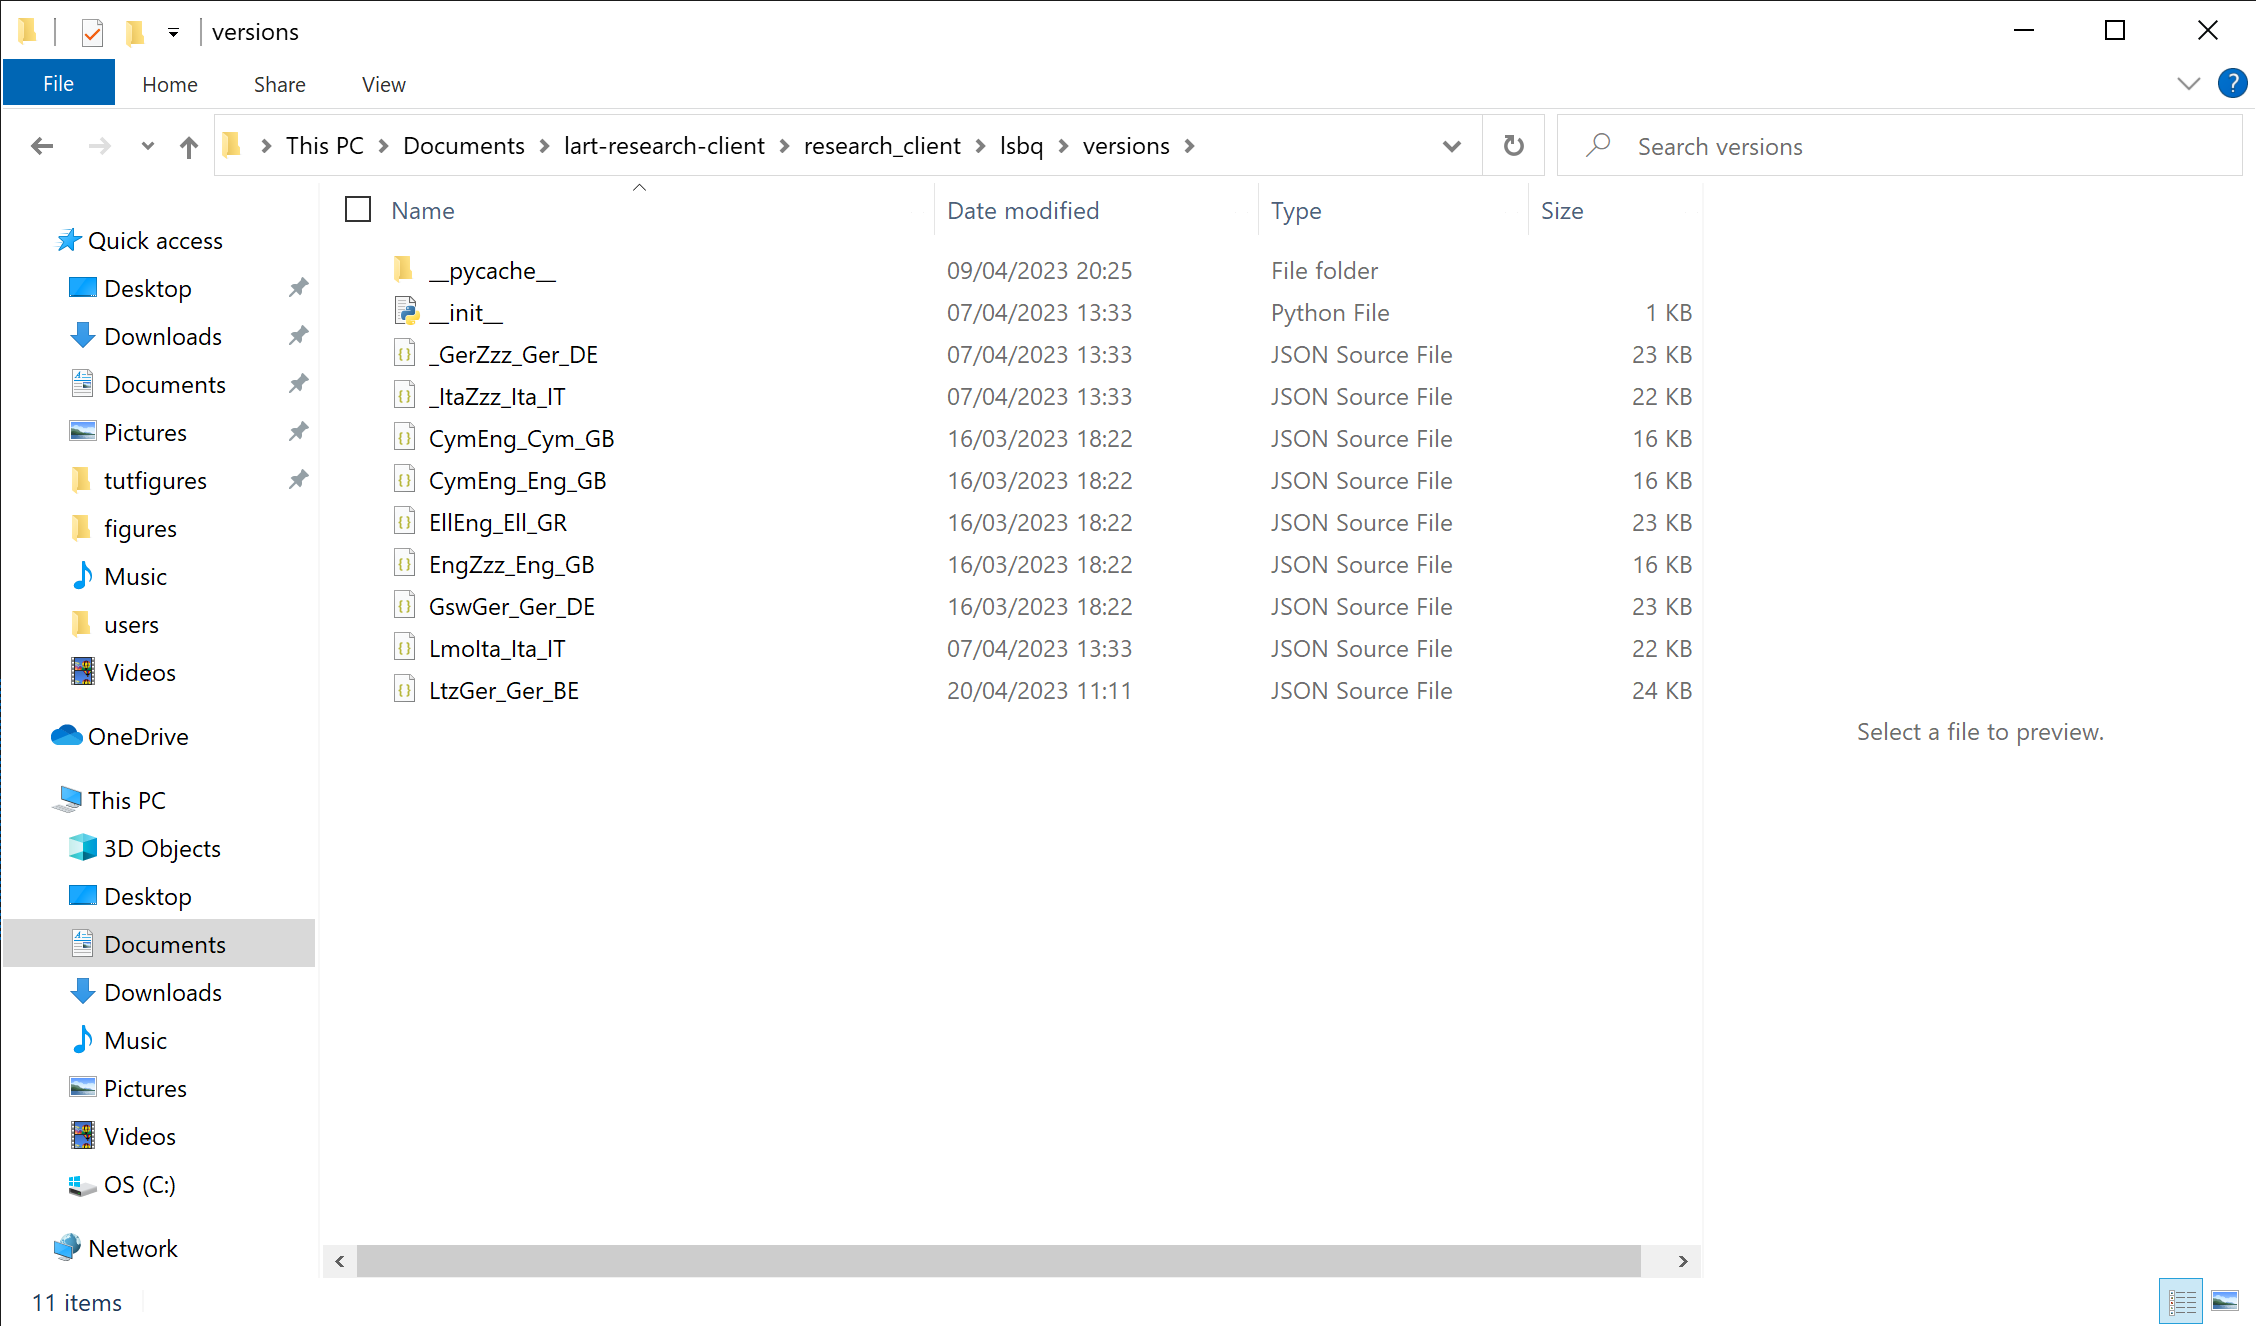 versions
File Home Share View
?
This PC Documents lart-research-client research_client lsbq versions
Search versions
Name Date modified Type Size
Quick access
Desktop
Downloads
Documents
Pictures
tutfigures
figures
Music
users
Videos
OneDrive
This PC
3D Objects
Desktop
Documents
Downloads
Music
Pictures
Videos
OS (C:)
Network
__pycache__ 09/04/2023 20:25 File folder
__init__ 07/04/2023 13:33 Python File 1 KB
_GerZzz_Ger_DE 07/04/2023 13:33 JSON Source File 23 KB
_ItaZzz_Ita_IT 07/04/2023 13:33 JSON Source File 22 KB
CymEng_Cym_GB 16/03/2023 18:22 JSON Source File 16 KB
CymEng_Eng_GB 16/03/2023 18:22 JSON Source File 16 KB
EllEng_Ell_GR 16/03/2023 18:22 JSON Source File 23 KB
EngZzz_Eng_GB 16/03/2023 18:22 JSON Source File 16 KB
GswGer_Ger_DE 16/03/2023 18:22 JSON Source File 23 KB
LmoIta_Ita_IT 07/04/2023 13:33 JSON Source File 22 KB
LtzGer_Ger_BE 20/04/2023 11:11 JSON Source File 24 KB
Select a file to preview.
11 items